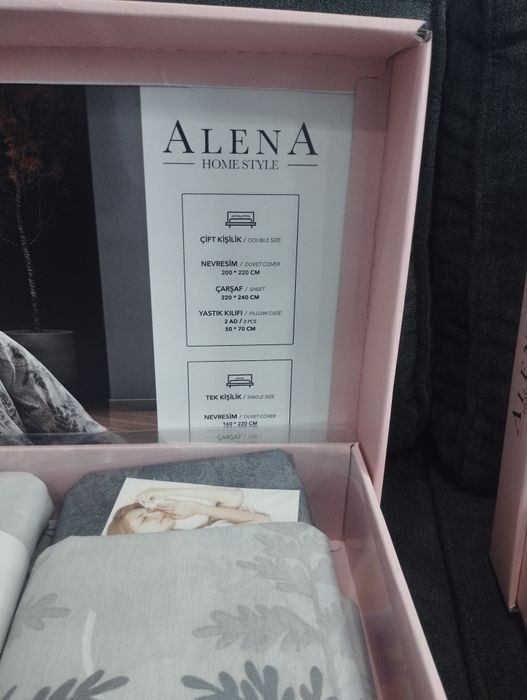 ALENA
HOME STYLE
ÇİFT KİŞİLİK / DOUBLE SIZE
NEVRESİM / DUVET COVER
200 * 220 CM
ÇARŞAF / SHEET
220 * 240 CM
YASTIK KILIFI / PILLOW CASE
2 AD / 2 PCS
50 * 70 CM
TEK KİŞİLİK / SINGLE SIZE
NEVRESİM / DUVET COVER
160 * 220 CM
ÇARŞAF / SHEET